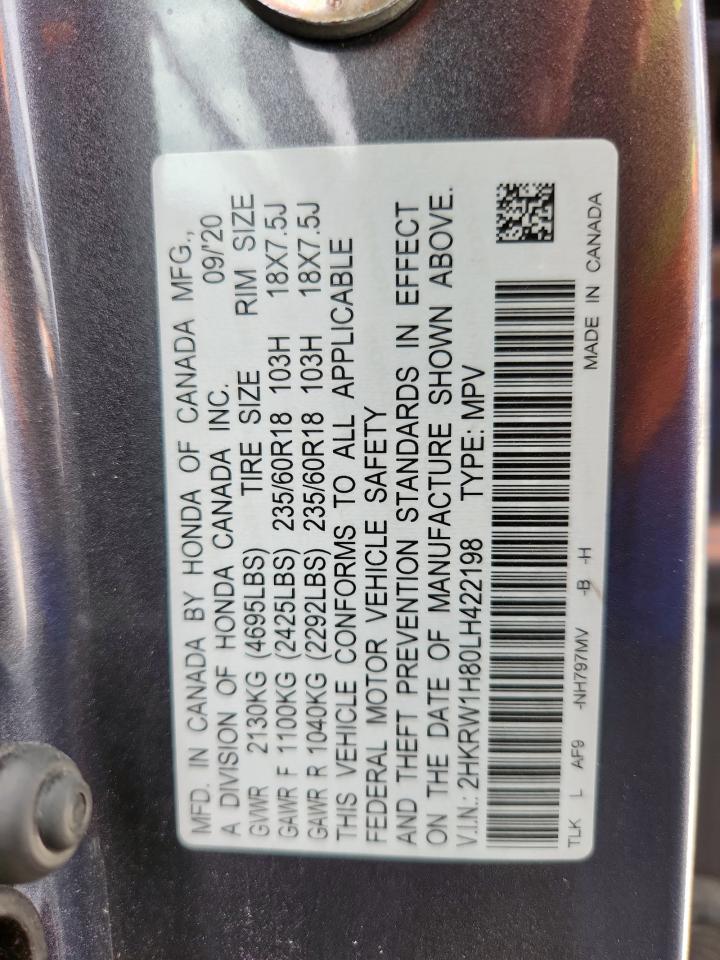 MFD. IN CANADA BY HONDA OF CANADA MFG.,
A DIVISION OF HONDA CANADA INC. 09/'20
GVWR 2130KG (4695LBS) TIRE SIZE RIM SIZE
GAWR F 1100KG (2425LBS) 235/60R18 103H 18X7.5J
GAWR R 1040KG (2292LBS) 235/60R18 103H 18X7.5J
THIS VEHICLE CONFORMS TO ALL APPLICABLE
FEDERAL MOTOR VEHICLE SAFETY
AND THEFT PREVENTION STANDARDS IN EFFECT
ON THE DATE OF MANUFACTURE SHOWN ABOVE.
V.I.N.: 2HKRW1H80LH422198 TYPE: MPV
TLK L AF9 -NH797MV -B -H MADE IN CANADA